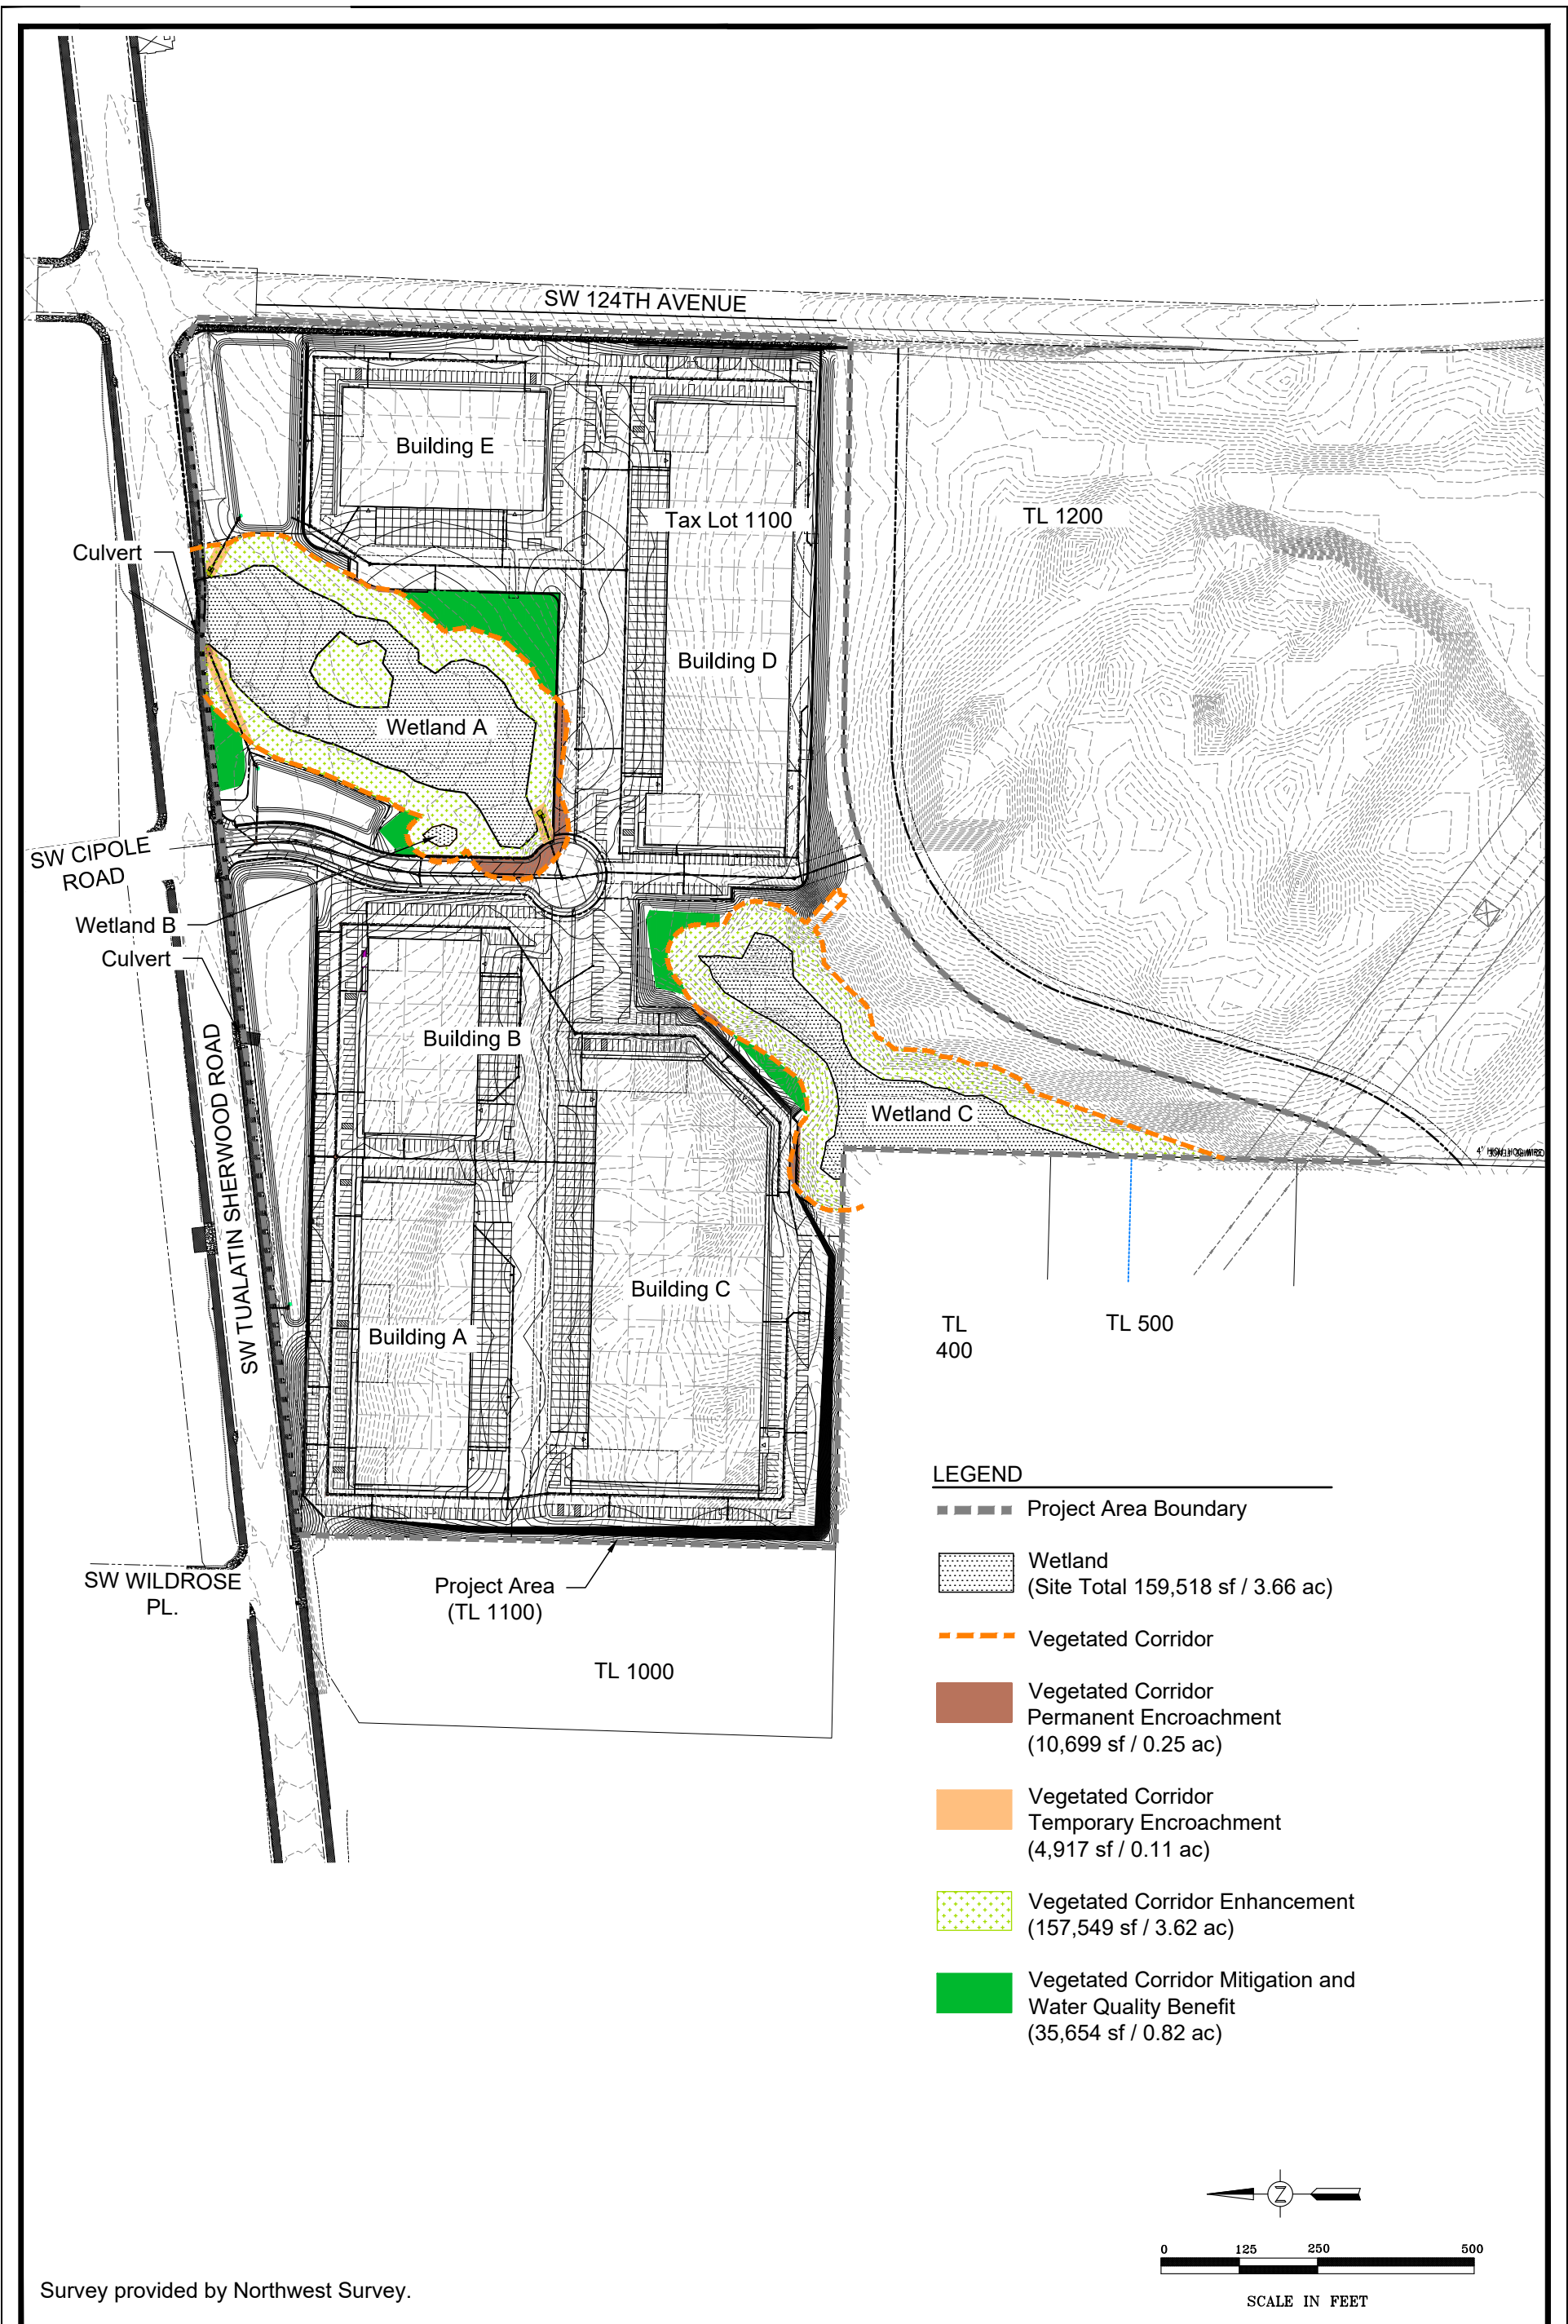 SW 124TH AVENUE
Building E
Tax Lot 1100
TL 1200
Culvert
Building D
Wetland A
SW CIPOLE
ROAD
Wetland B
Culvert
SW TUALATIN SHERWOOD ROAD
Building B
Wetland C
Building C
Building A
TL
400
TL 500
LEGEND
Project Area Boundary
Wetland
(Site Total 159,518 sf / 3.66 ac)
Vegetated Corridor
Vegetated Corridor
Permanent Encroachment
(10,699 sf / 0.25 ac)
Vegetated Corridor
Temporary Encroachment
(4,917 sf / 0.11 ac)
Vegetated Corridor Enhancement
(157,549 sf / 3.62 ac)
Vegetated Corridor Mitigation and
Water Quality Benefit
(35,654 sf / 0.82 ac)
SW WILDROSE
PL.
Project Area
(TL 1100)
TL 1000
Z
0 125 250 500
SCALE IN FEET
Survey provided by Northwest Survey.